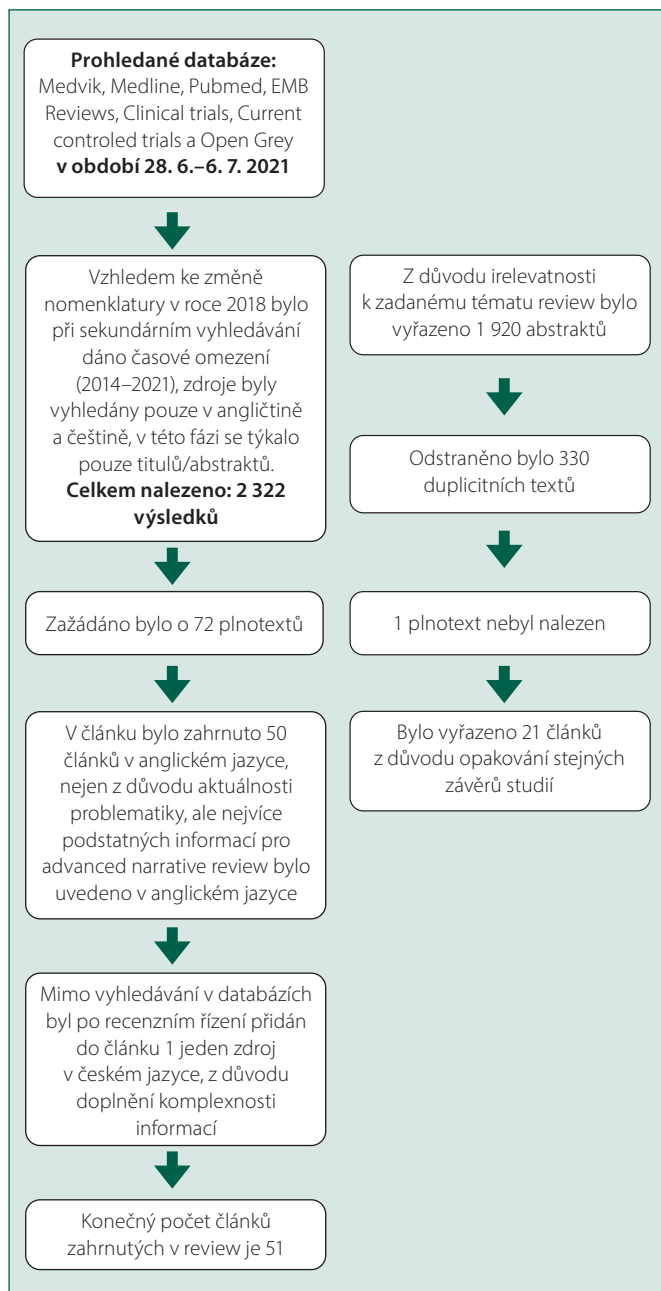 Prohledané databáze:
Medvik, Medline, Pubmed, EMB
Reviews, Clinical trials, Current
controled trials a Open Grey
v období 28. 6.–6. 7. 2021
Vzhledem ke změně
nomenklatury v roce 2018 bylo
při sekundárním vyhledávání
dáno časové omezení
(2014–2021), zdroje byly
vyhledány pouze v angličtině
a češtině, v této fázi se týkalo
pouze titulů/abstraktů.
Celkem nalezeno: 2 322
výsledků
Zažádáno bylo o 72 plnotextů
V článku bylo zahrnuto 50
článků v anglickém jazyce,
nejen z důvodu aktuálnosti
problematiky, ale nejvíce
podstatných informací pro
advanced narrative review bylo
uvedeno v anglickém jazyce
Mimo vyhledávání v databázích
byl po recenzním řízení přidán
do článku 1 jeden zdroj
v českém jazyce, z důvodu
doplnění komplexnosti
informací
Konečný počet článků
zahrnutých v review je 51
Z důvodu irelevatnosti
k zadanému tématu review bylo
vyřazeno 1 920 abstraktů
Odstraněno bylo 330
duplicitních textů
1 plnotext nebyl nalezen
Bylo vyřazeno 21 článků
z důvodu opakování stejných
závěrů studií